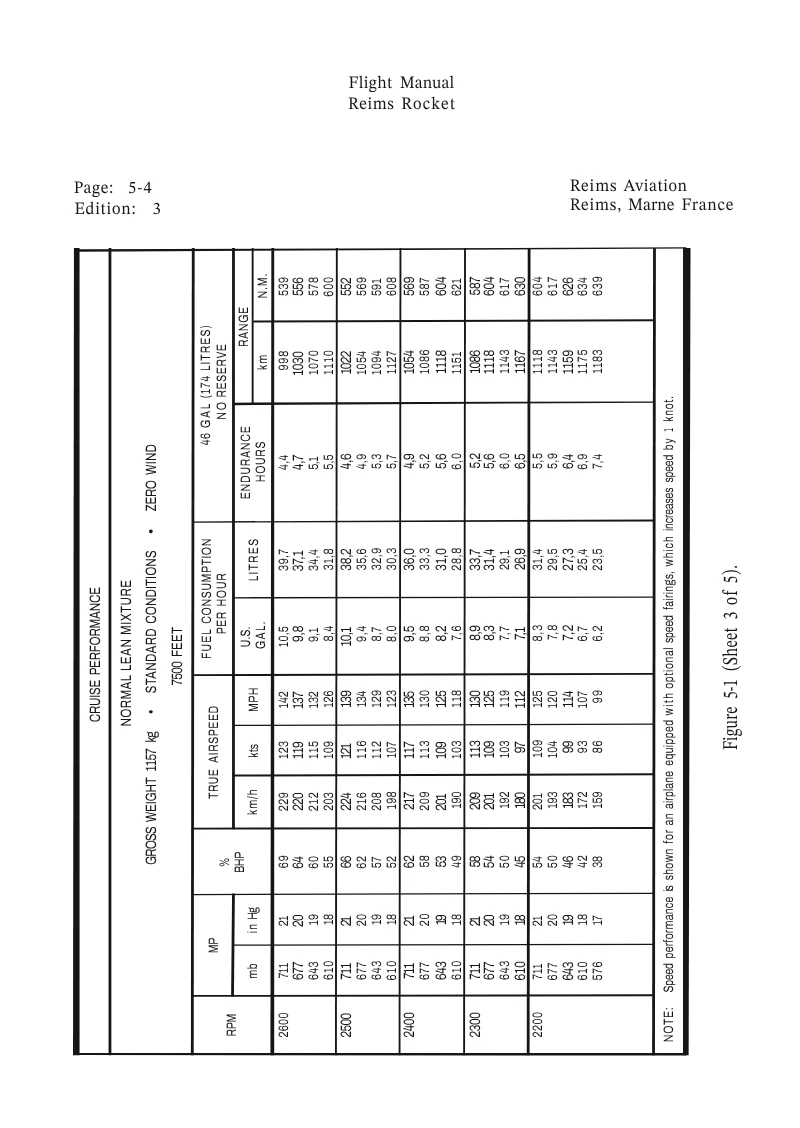 Flight Manual
Reims Rocket
Page: 5-4
Edition: 3
Reims Aviation
Reims, Marne France
CRUISE PERFORMANCE
NORMAL LEAN MIXTURE
GROSS WEIGHT 1157 kg • STANDARD CONDITIONS • ZERO WIND
7500 FEET
RPM MP % BHP TRUE AIRSPEED FUEL CONSUMPTION PER HOUR 46 GAL (174 LITRES) NO RESERVE
mb in Hg km/h kts MPH U.S. GAL. LITRES ENDURANCE HOURS RANGE km N.M.
2600 711 21 69 229 123 142 10,5 39,7 4,4 998 539
677 20 64 220 119 137 9,8 37,1 4,7 1030 556
643 19 60 212 115 132 9,1 34,4 5,1 1070 578
610 18 55 203 109 126 8,4 31,8 5,5 1110 600
2500 711 21 66 224 121 139 10,1 38,2 4,6 1022 552
677 20 62 216 116 134 9,4 35,6 4,9 1054 569
643 19 57 208 112 129 8,7 32,9 5,3 1094 591
610 18 52 198 107 123 8,0 30,3 5,7 1127 608
2400 711 21 62 217 117 135 9,5 36,0 4,9 1054 569
677 20 58 209 113 130 8,8 33,3 5,2 1086 587
643 19 53 201 109 125 8,2 31,0 5,6 1118 604
610 18 49 190 103 118 7,6 28,8 6,0 1151 621
2300 711 21 58 209 113 130 8,9 33,7 5,2 1086 587
677 20 54 201 109 125 8,3 31,4 5,6 1118 604
643 19 50 192 103 119 7,7 29,1 6,0 1143 617
610 18 45 180 97 112 7,1 26,9 6,5 1167 630
2200 711 21 54 201 109 125 8,3 31,4 5,5 1118 604
677 20 50 193 104 120 7,8 29,5 5,9 1143 617
643 19 46 183 99 114 7,2 27,3 6,4 1159 626
610 18 42 172 93 107 6,7 25,4 6,9 1175 634
576 17 38 159 86 99 6,2 23,5 7,4 1183 639
NOTE: Speed performance is shown for an airplane equipped with optional speed fairings, which increases speed by 1 knot.
Figure 5-1 (Sheet 3 of 5).